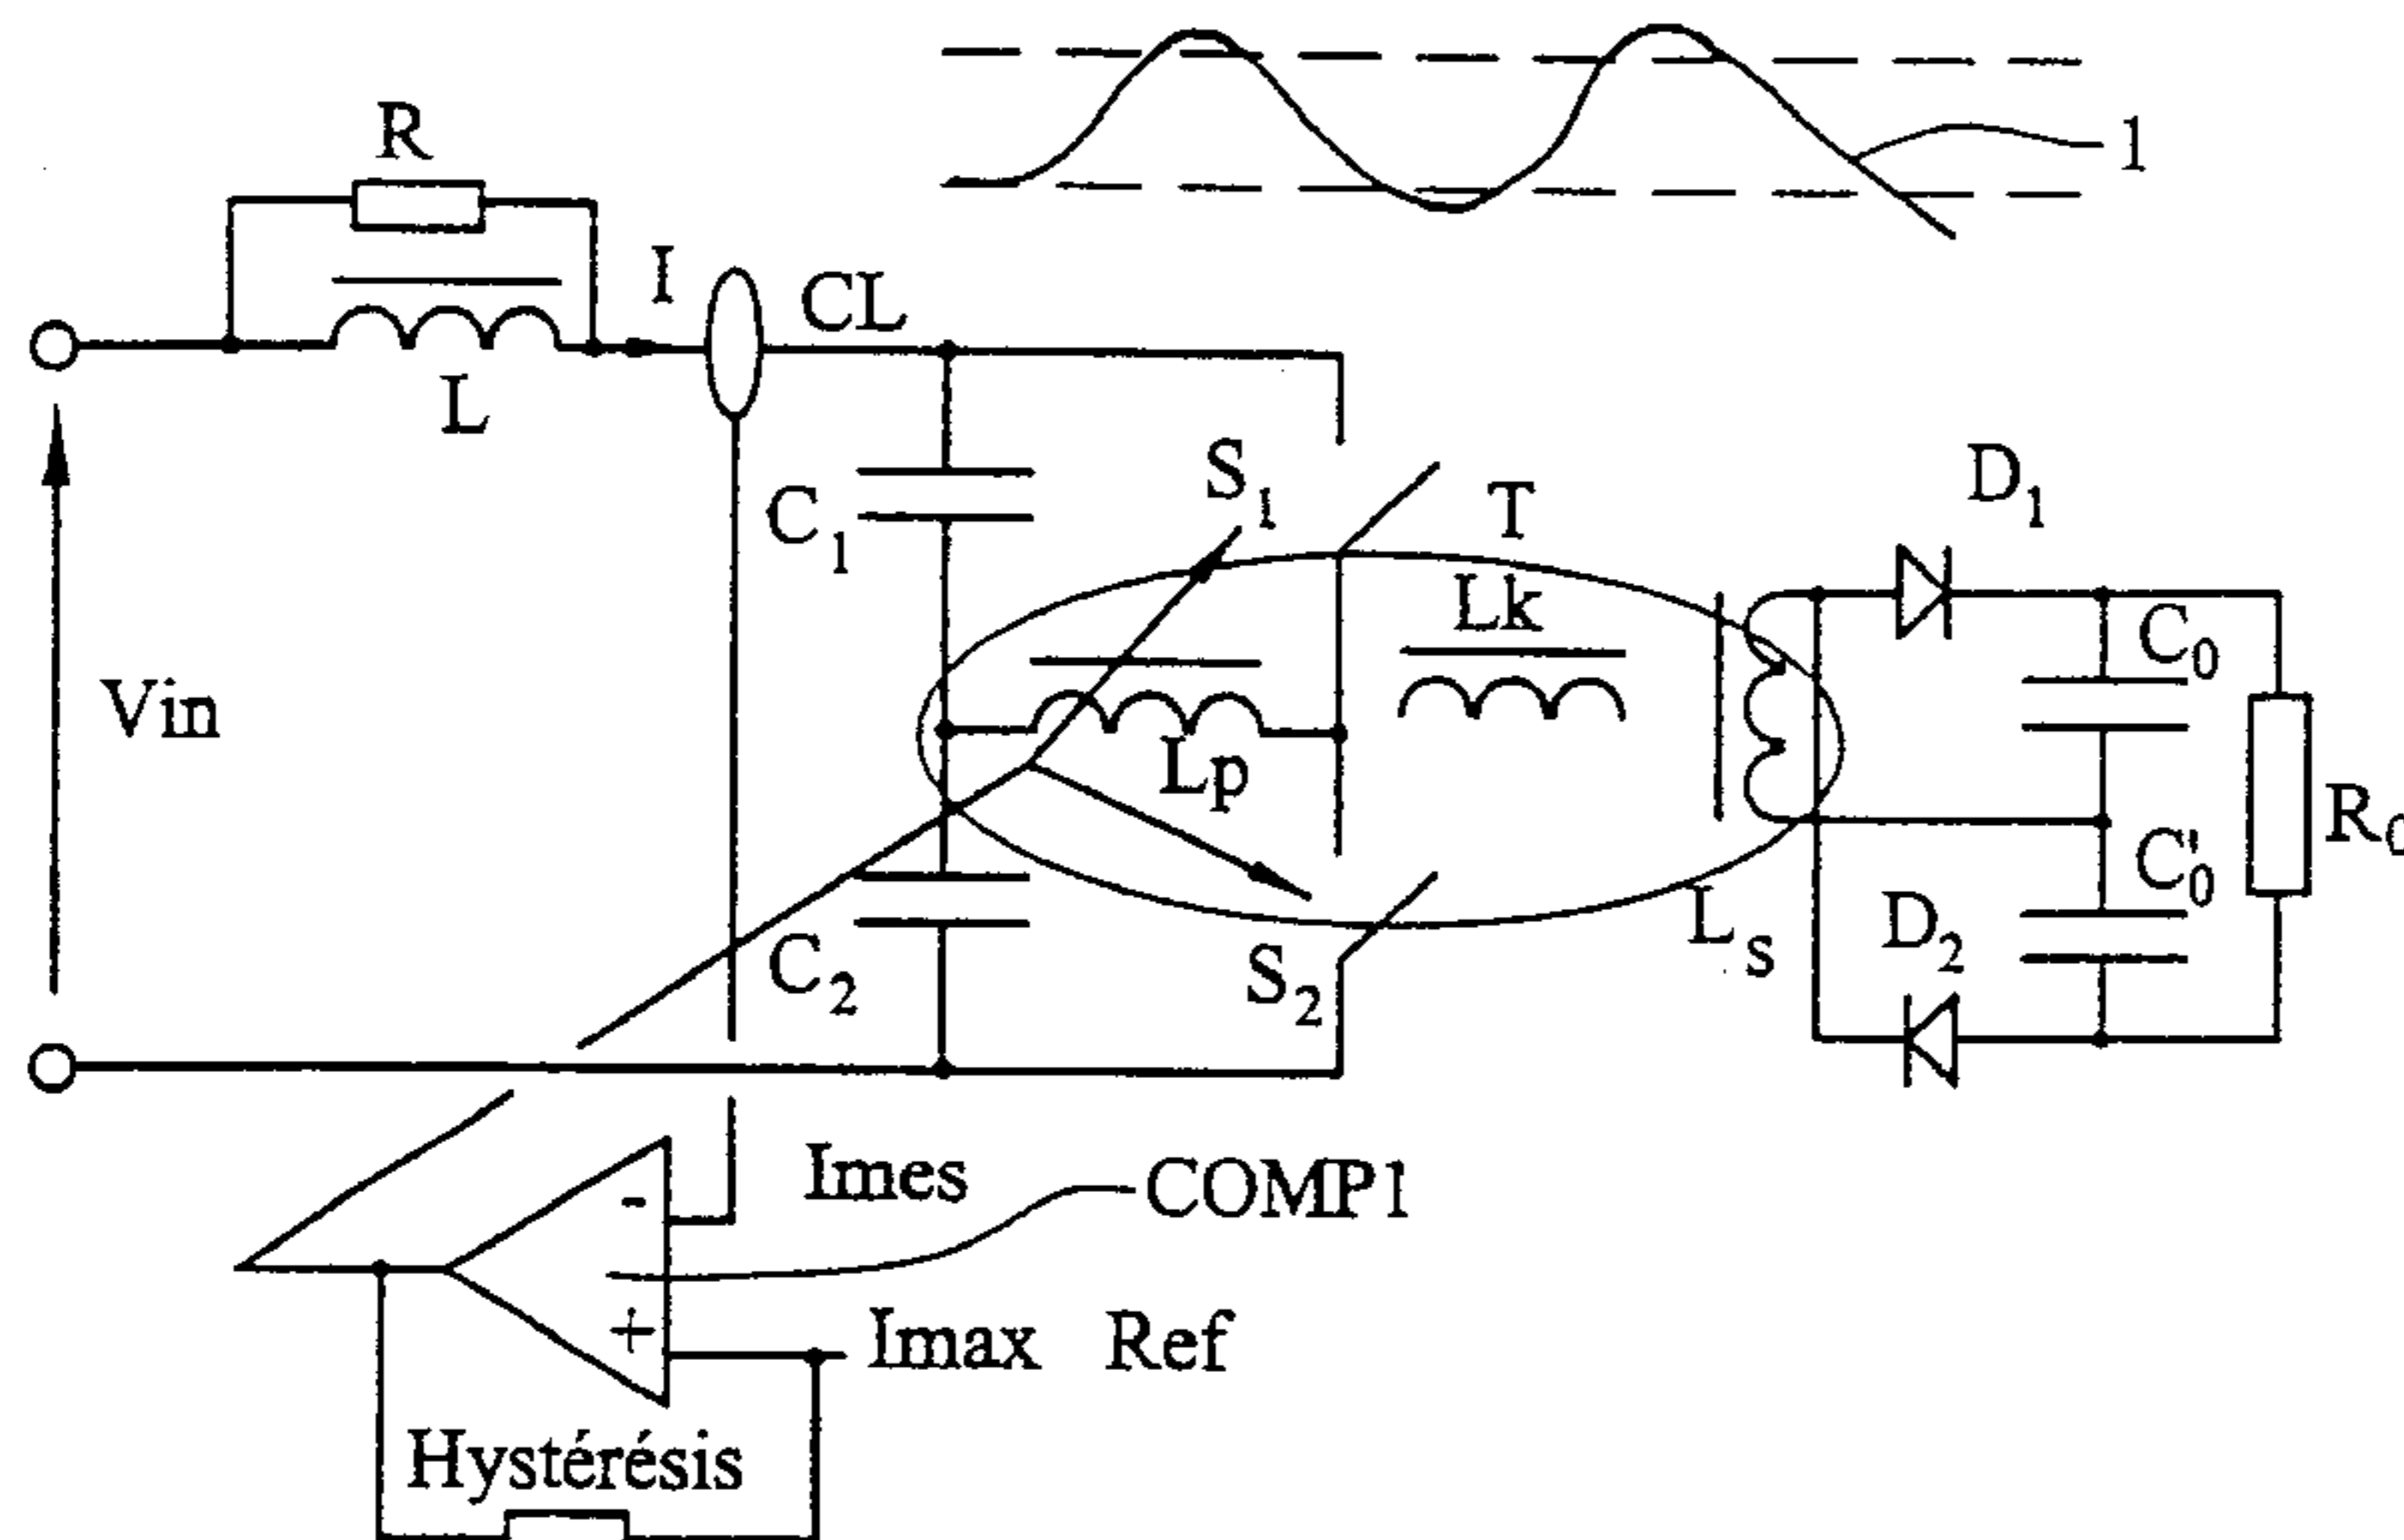 1
R
I
CL
L
S1
C1
T
D1
Lk
C0
Vin
Lp
R0
C'0
Ls
D2
C2
S2
Imes
COMP1
-
+
Imax Ref
Hystérésis